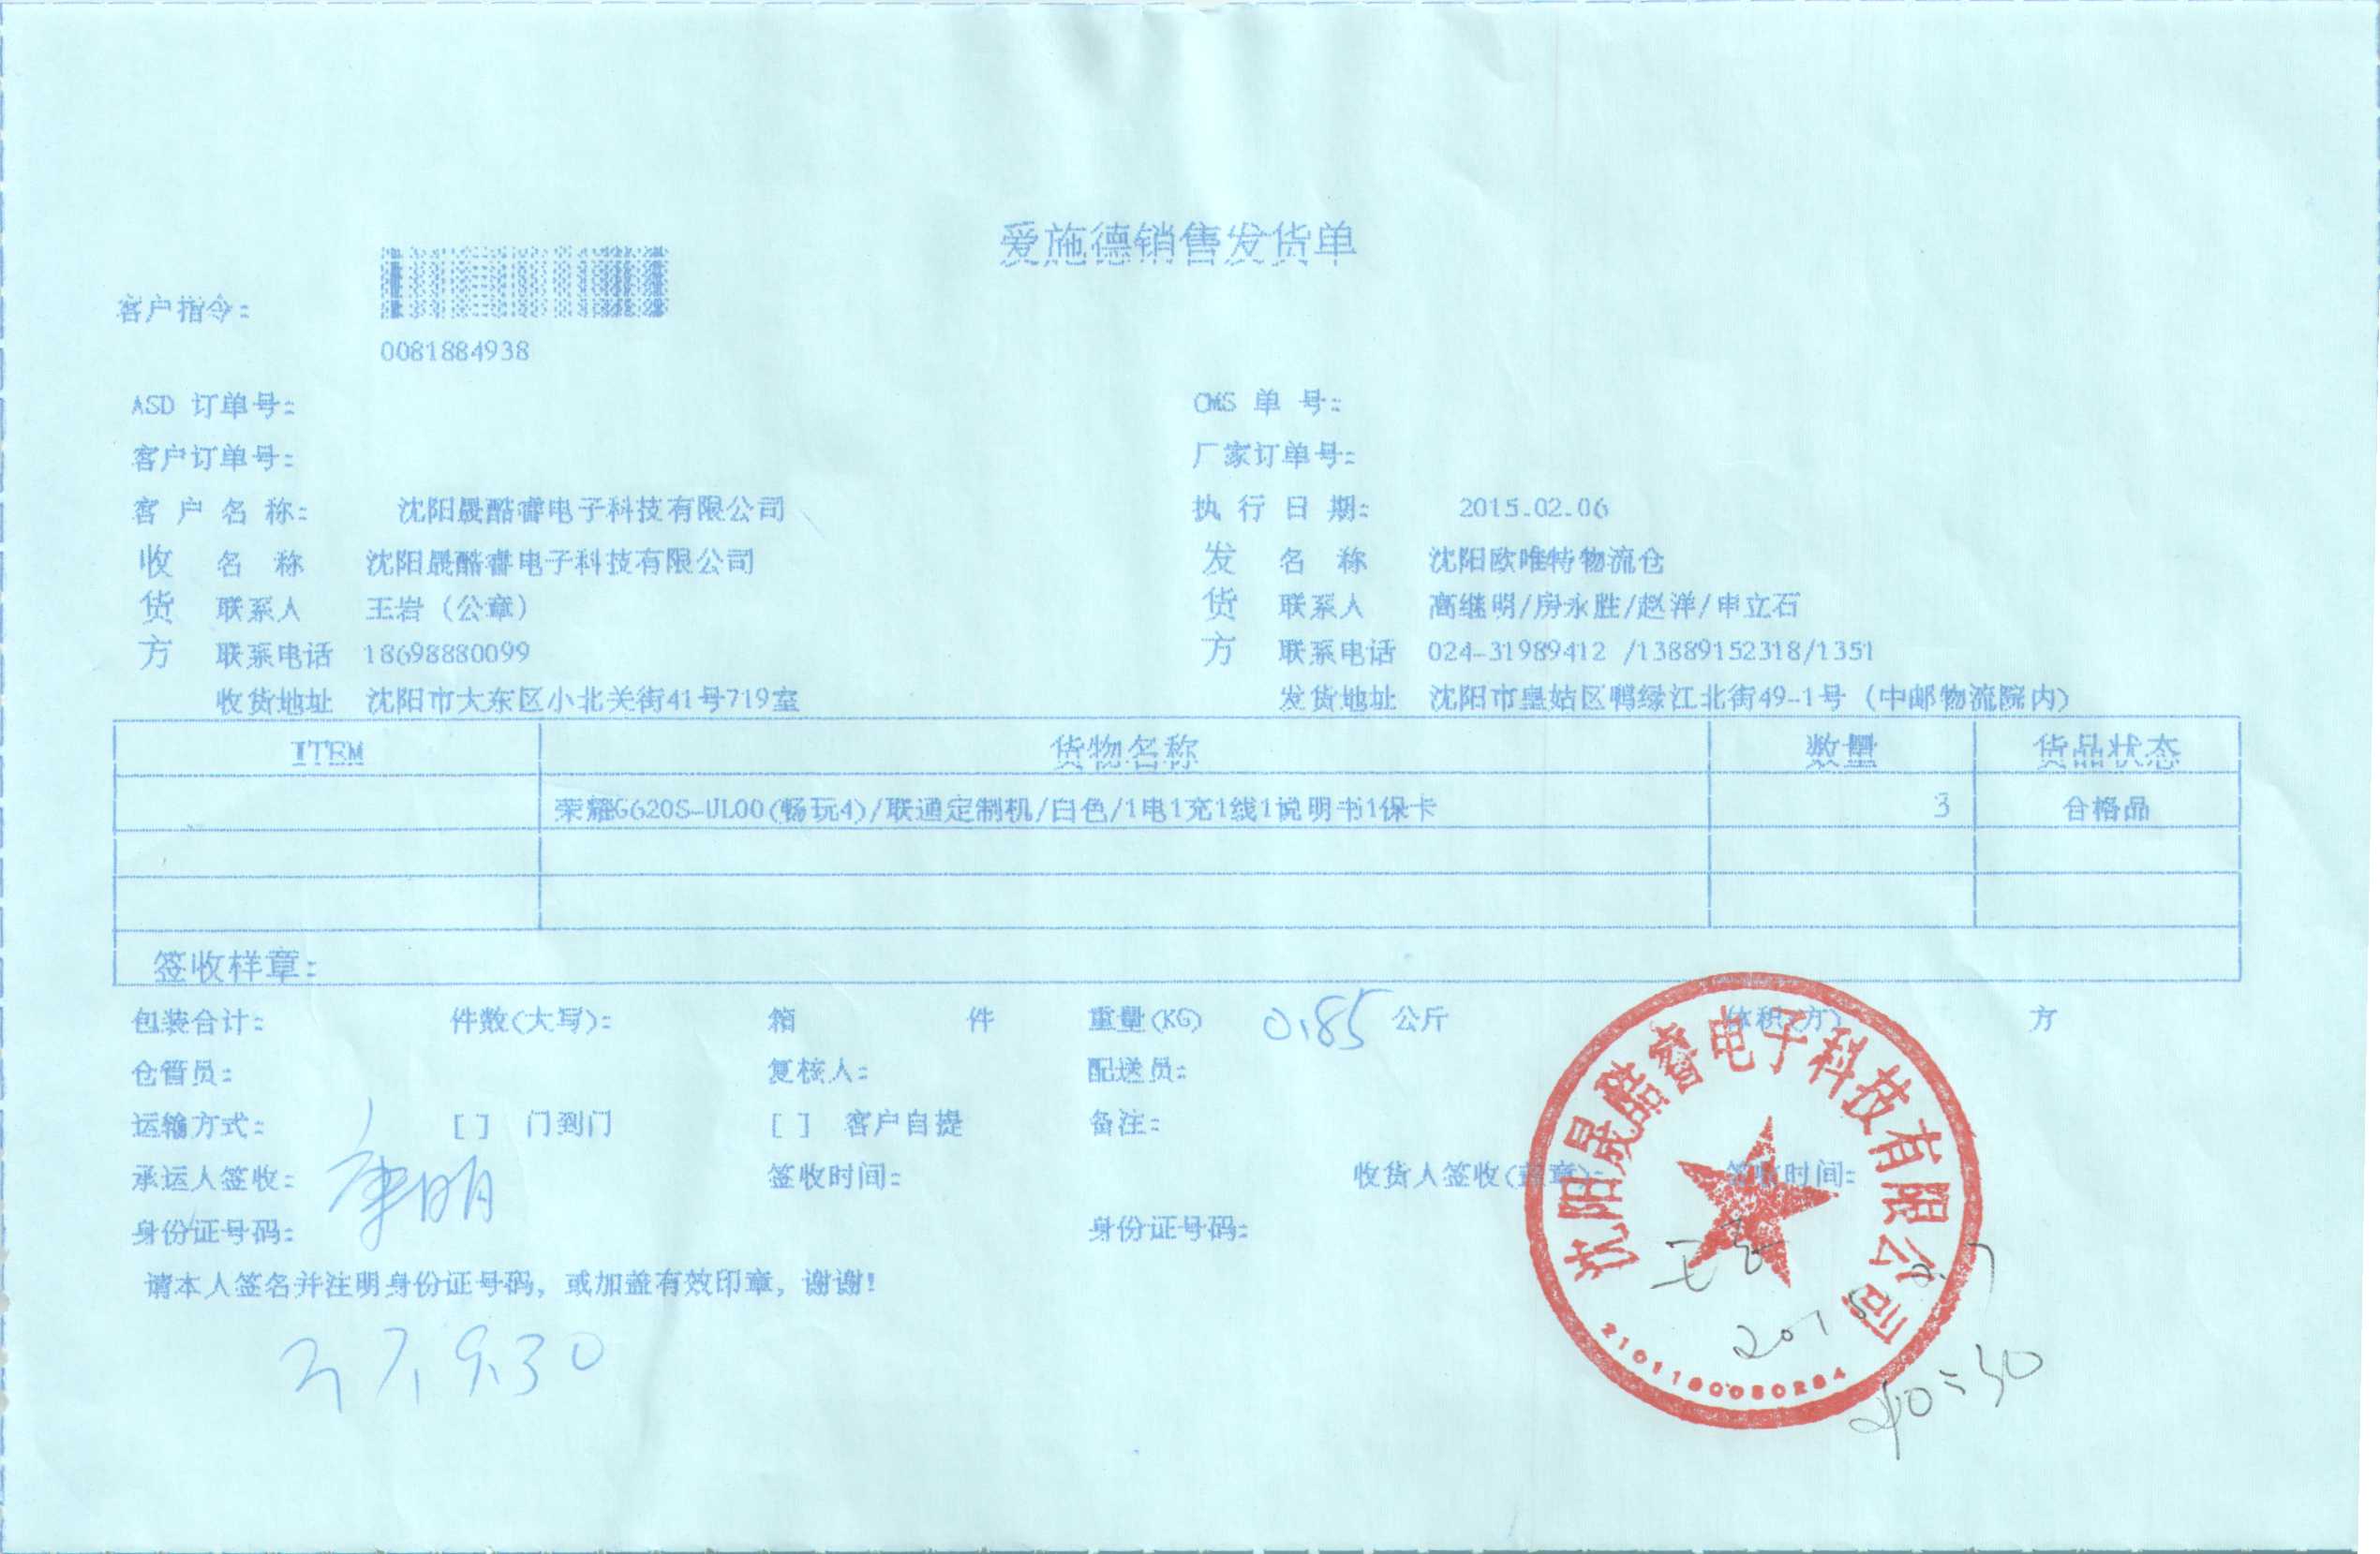 爱施德销售发货单
客户指令:
0081884938
ASD 订单号: CMS 单 号:
客户订单号: 厂家订单号:
客 户 名 称: 沈阳晟酷睿电子科技有限公司 执 行 日 期: 2015.02.06
收 名 称 沈阳晟酷睿电子科技有限公司 发 名 称 沈阳欧唯特物流仓
货 联系人 王岩 (公章) 货 联系人 高继明/房永胜/赵洋/申立石
方 联系电话 18698880099 方 联系电话 024-31989412 /13889152318/1351
收货地址 沈阳市大东区小北关街41号719室 发货地址 沈阳市皇姑区鸭绿江北街49-1号 (中邮物流院内)
ITEM 货物名称 数量 货品状态
荣耀G620S-UL00(畅玩4)/联通定制机/白色/1电1充1线1说明书1保卡 3 合格品
签收样章:
包装合计: 件数(大写): 箱 件 重量(KG) 0.85 公斤 体积(方) 方
仓管员: 复核人: 配送员:
运输方式: [ ] 门到门 [ ] 客户自提 备注:
承运人签收: 签收时间: 收货人签收(盖章): 签收时间:
身份证号码: 身份证号码:
请本人签名并注明身份证号码, 或加盖有效印章, 谢谢!
沈阳晟酷睿电子科技有限公司
2015.2.7